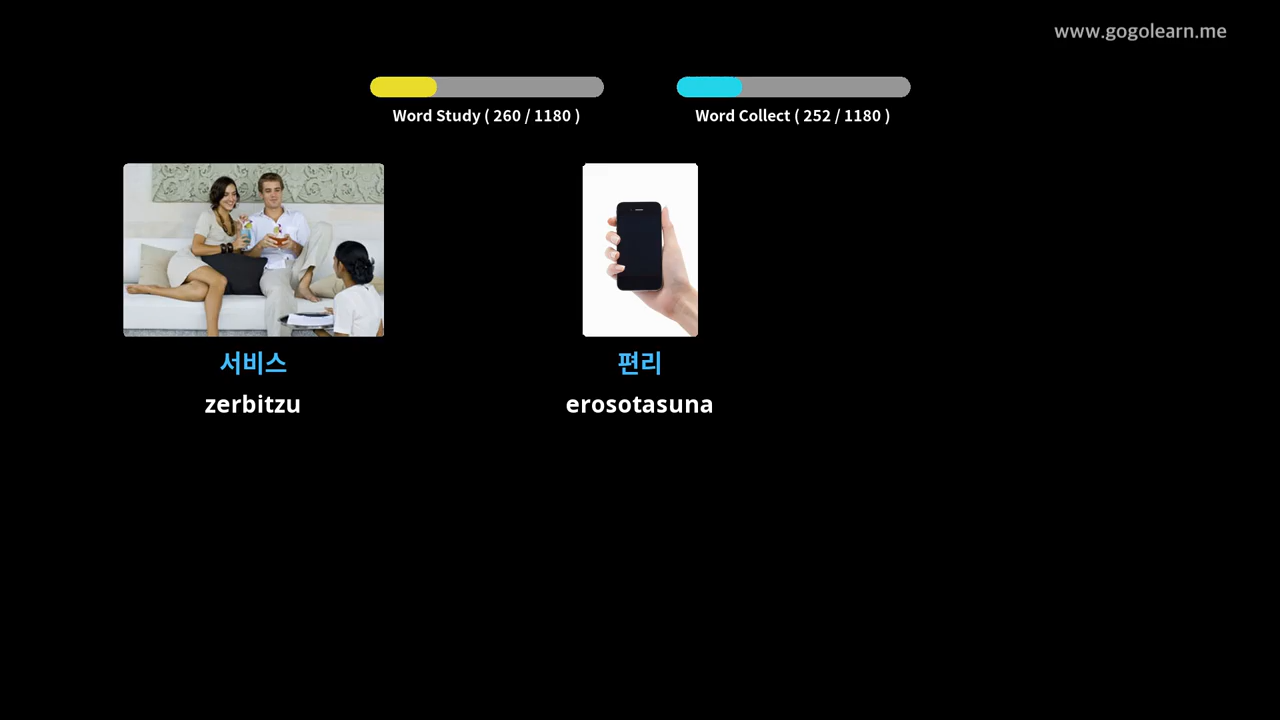 www.gogolearn.me
Word Study ( 260 / 1180 )
Word Collect ( 252 / 1180 )
서비스
zerbitzu
편리
erosotasuna